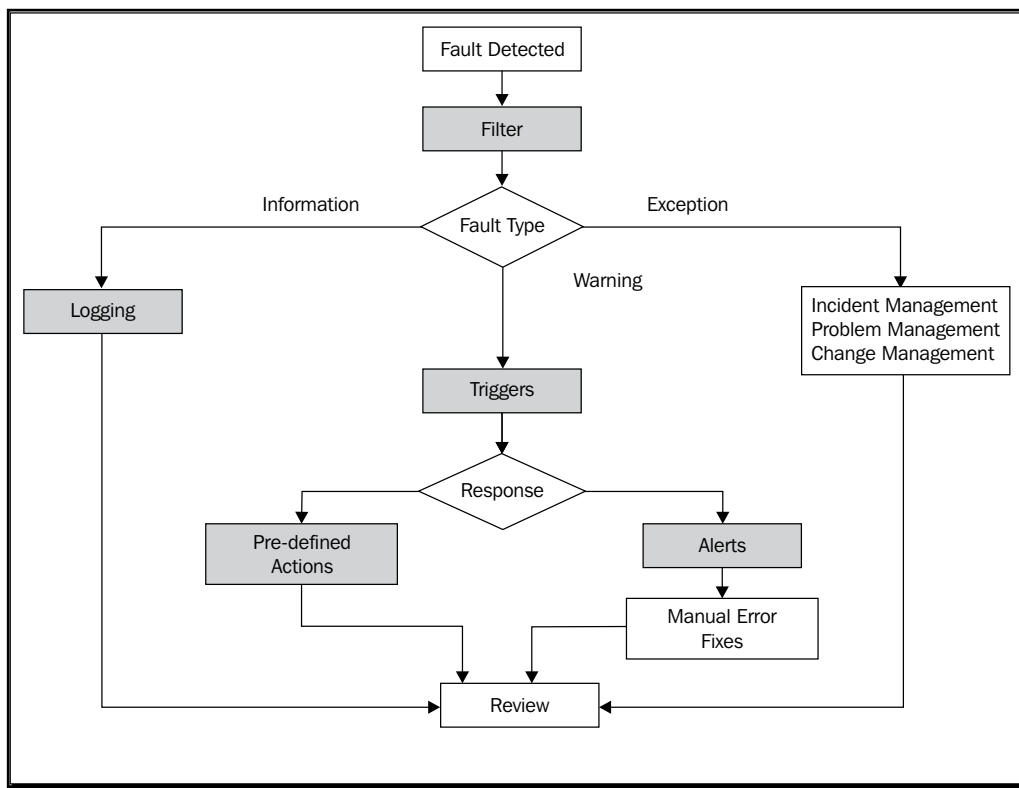 Fault Detected
Filter
Information
Exception
Fault Type
Warning
Logging
Incident Management
Problem Management
Change Management
Triggers
Response
Pre-defined
Actions
Alerts
Manual Error
Fixes
Review